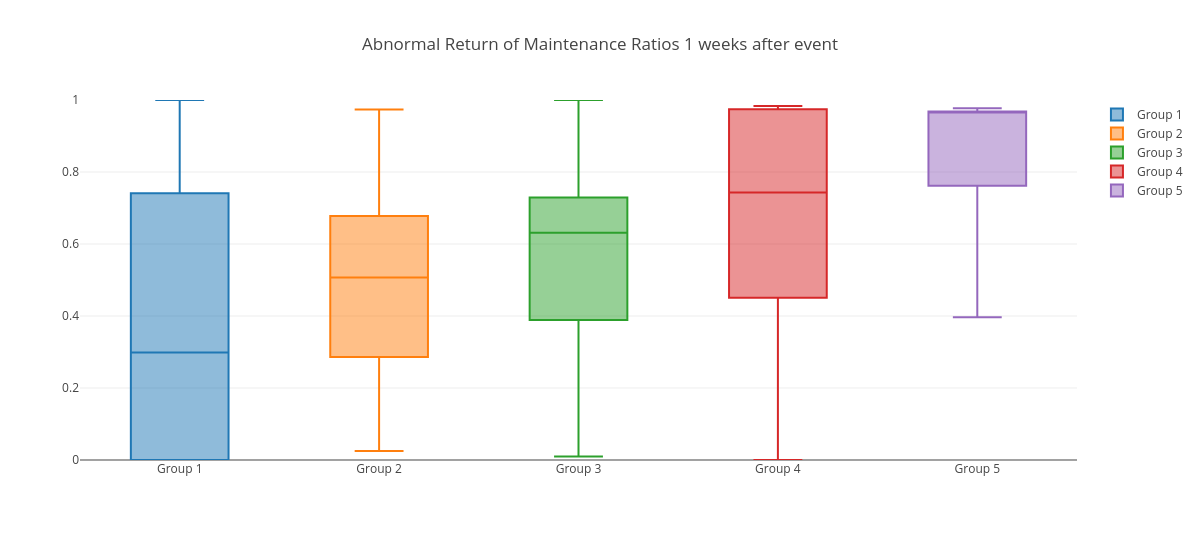 Abnormal Return of Maintenance Ratios 1 weeks after event
1
0.8
0.6
0.4
0.2
0
Group 1
Group 2
Group 3
Group 4
Group 5
Group 1
Group 2
Group 3
Group 4
Group 5